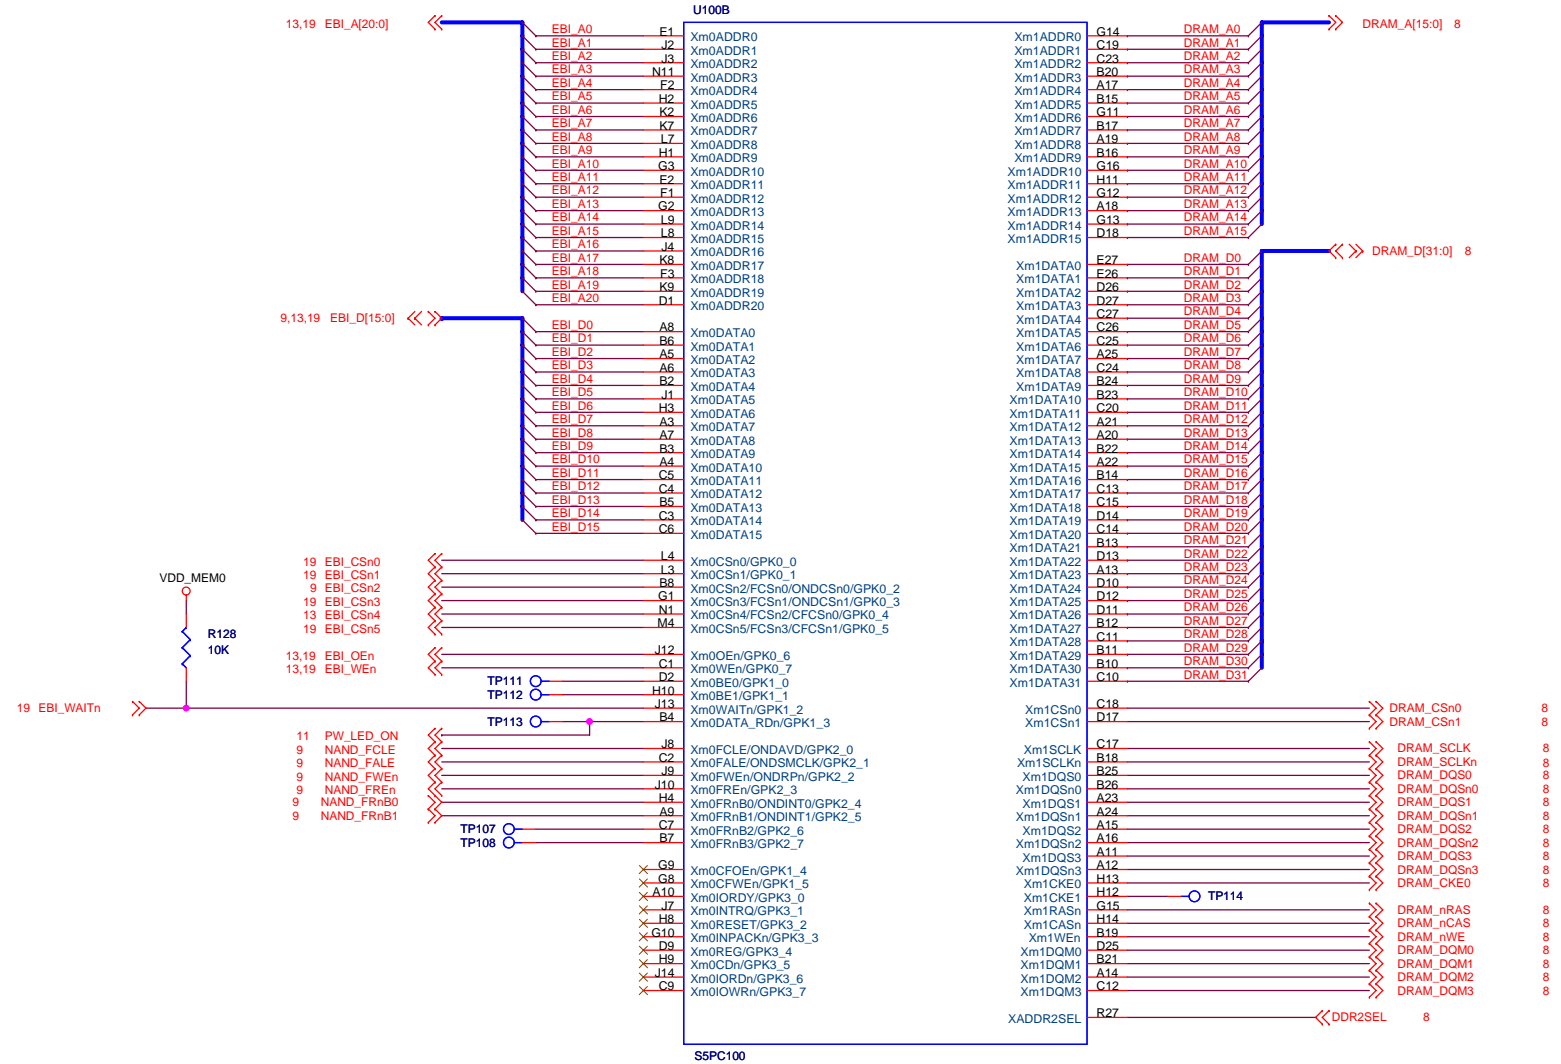 U100B
13,19 EBI_A[20:0]
DRAM_A[15:0] 8
EBI_A0 E1 Xm0ADDR0 Xm1ADDR0 G14 DRAM_A0
EBI_A1 J2 Xm0ADDR1 Xm1ADDR1 C19 DRAM_A1
EBI_A2 J3 Xm0ADDR2 Xm1ADDR2 C23 DRAM_A2
EBI_A3 N11 Xm0ADDR3 Xm1ADDR3 B20 DRAM_A3
EBI_A4 F2 Xm0ADDR4 Xm1ADDR4 A17 DRAM_A4
EBI_A5 H2 Xm0ADDR5 Xm1ADDR5 B15 DRAM_A5
EBI_A6 K2 Xm0ADDR6 Xm1ADDR6 G11 DRAM_A6
EBI_A7 K7 Xm0ADDR7 Xm1ADDR7 B17 DRAM_A7
EBI_A8 L7 Xm0ADDR8 Xm1ADDR8 A19 DRAM_A8
EBI_A9 H1 Xm0ADDR9 Xm1ADDR9 B16 DRAM_A9
EBI_A10 G3 Xm0ADDR10 Xm1ADDR10 G16 DRAM_A10
EBI_A11 E2 Xm0ADDR11 Xm1ADDR11 H11 DRAM_A11
EBI_A12 F1 Xm0ADDR12 Xm1ADDR12 G12 DRAM_A12
EBI_A13 G2 Xm0ADDR13 Xm1ADDR13 A18 DRAM_A13
EBI_A14 L9 Xm0ADDR14 Xm1ADDR14 G13 DRAM_A14
EBI_A15 L8 Xm0ADDR15 Xm1ADDR15 D18 DRAM_A15
EBI_A16 J4 Xm0ADDR16
DRAM_D[31:0] 8
EBI_A17 K8 Xm0ADDR17 Xm1DATA0 E27 DRAM_D0
EBI_A18 F3 Xm0ADDR18 Xm1DATA1 E26 DRAM_D1
EBI_A19 K9 Xm0ADDR19 Xm1DATA2 D26 DRAM_D2
EBI_A20 D1 Xm0ADDR20 Xm1DATA3 D27 DRAM_D3
9,13,19 EBI_D[15:0]
Xm1DATA4 C27 DRAM_D4
EBI_D0 A8 Xm0DATA0 Xm1DATA5 C26 DRAM_D5
EBI_D1 B6 Xm0DATA1 Xm1DATA6 C25 DRAM_D6
EBI_D2 A5 Xm0DATA2 Xm1DATA7 A25 DRAM_D7
EBI_D3 A6 Xm0DATA3 Xm1DATA8 C24 DRAM_D8
EBI_D4 B2 Xm0DATA4 Xm1DATA9 B24 DRAM_D9
EBI_D5 J1 Xm0DATA5 Xm1DATA10 B23 DRAM_D10
EBI_D6 H3 Xm0DATA6 Xm1DATA11 C20 DRAM_D11
EBI_D7 A3 Xm0DATA7 Xm1DATA12 A21 DRAM_D12
EBI_D8 A7 Xm0DATA8 Xm1DATA13 A20 DRAM_D13
EBI_D9 B3 Xm0DATA9 Xm1DATA14 B22 DRAM_D14
EBI_D10 A4 Xm0DATA10 Xm1DATA15 A22 DRAM_D15
EBI_D11 C5 Xm0DATA11 Xm1DATA16 B14 DRAM_D16
EBI_D12 C4 Xm0DATA12 Xm1DATA17 C13 DRAM_D17
EBI_D13 B5 Xm0DATA13 Xm1DATA18 C15 DRAM_D18
EBI_D14 C3 Xm0DATA14 Xm1DATA19 D14 DRAM_D19
EBI_D15 C6 Xm0DATA15 Xm1DATA20 C14 DRAM_D20
Xm1DATA21 B13 DRAM_D21
19 EBI_CSn0 L4 Xm0CSn0/GPK0_0 Xm1DATA22 D13 DRAM_D22
19 EBI_CSn1 L3 Xm0CSn1/GPK0_1 Xm1DATA23 A13 DRAM_D23
9 EBI_CSn2 B8 Xm0CSn2/FCSn0/ONDCSn0/GPK0_2 Xm1DATA24 D10 DRAM_D24
19 EBI_CSn3 G1 Xm0CSn3/FCSn1/ONDCSn1/GPK0_3 Xm1DATA25 D12 DRAM_D25
13 EBI_CSn4 N1 Xm0CSn4/FCSn2/CFCSn0/GPK0_4 Xm1DATA26 D11 DRAM_D26
19 EBI_CSn5 M4 Xm0CSn5/FCSn3/CFCSn1/GPK0_5 Xm1DATA27 B12 DRAM_D27
VDD_MEM0
R128
10K
Xm1DATA28 C11 DRAM_D28
13,19 EBI_OEn J12 Xm0OEn/GPK0_6 Xm1DATA29 B11 DRAM_D29
13,19 EBI_WEn C1 Xm0WEn/GPK0_7 Xm1DATA30 B10 DRAM_D30
TP111 D2 Xm0BE0/GPK1_0 Xm1DATA31 C10 DRAM_D31
TP112 H10 Xm0BE1/GPK1_1
19 EBI_WAITn J13 Xm0WAITn/GPK1_2 Xm1CSn0 C18 DRAM_CSn0 8
TP113 B4 Xm0DATA_RDn/GPK1_3 Xm1CSn1 D17 DRAM_CSn1 8
11 PW_LED_ON
9 NAND_FCLE J8 Xm0FCLE/ONDAVD/GPK2_0 Xm1SCLK C17 DRAM_SCLK 8
9 NAND_FALE C2 Xm0FALE/ONDSMCLK/GPK2_1 Xm1SCLKn B18 DRAM_SCLKn 8
9 NAND_FWEn J9 Xm0FWEn/ONDRPn/GPK2_2 Xm1DQS0 B25 DRAM_DQS0 8
9 NAND_FREn J10 Xm0FREn/GPK2_3 Xm1DQSn0 B26 DRAM_DQSn0 8
9 NAND_FRnB0 H4 Xm0FRnB0/ONDINT0/GPK2_4 Xm1DQS1 A23 DRAM_DQS1 8
9 NAND_FRnB1 A9 Xm0FRnB1/ONDINT1/GPK2_5 Xm1DQSn1 A24 DRAM_DQSn1 8
TP107 C7 Xm0FRnB2/GPK2_6 Xm1DQS2 A15 DRAM_DQS2 8
TP108 B7 Xm0FRnB3/GPK2_7 Xm1DQSn2 A16 DRAM_DQSn2 8
Xm1DQS3 A11 DRAM_DQS3 8
G9 Xm0CFOEn/GPK1_4 Xm1DQSn3 A12 DRAM_DQSn3 8
G8 Xm0CFWEn/GPK1_5 Xm1CKE0 H13 DRAM_CKE0 8
A10 Xm0IORDY/GPK3_0 Xm1CKE1 H12 TP114
J7 Xm0INTRQ/GPK3_1 Xm1RASn G15 DRAM_nRAS 8
H8 Xm0RESET/GPK3_2 Xm1CASn H14 DRAM_nCAS 8
G10 Xm0INPACKn/GPK3_3 Xm1WEn B19 DRAM_nWE 8
D9 Xm0REG/GPK3_4 Xm1DQM0 D25 DRAM_DQM0 8
H9 Xm0CDn/GPK3_5 Xm1DQM1 B21 DRAM_DQM1 8
J14 Xm0IORDn/GPK3_6 Xm1DQM2 A14 DRAM_DQM2 8
C9 Xm0IOWRn/GPK3_7 Xm1DQM3 C12 DRAM_DQM3 8
XADDR2SEL R27 DDR2SEL 8
S5PC100